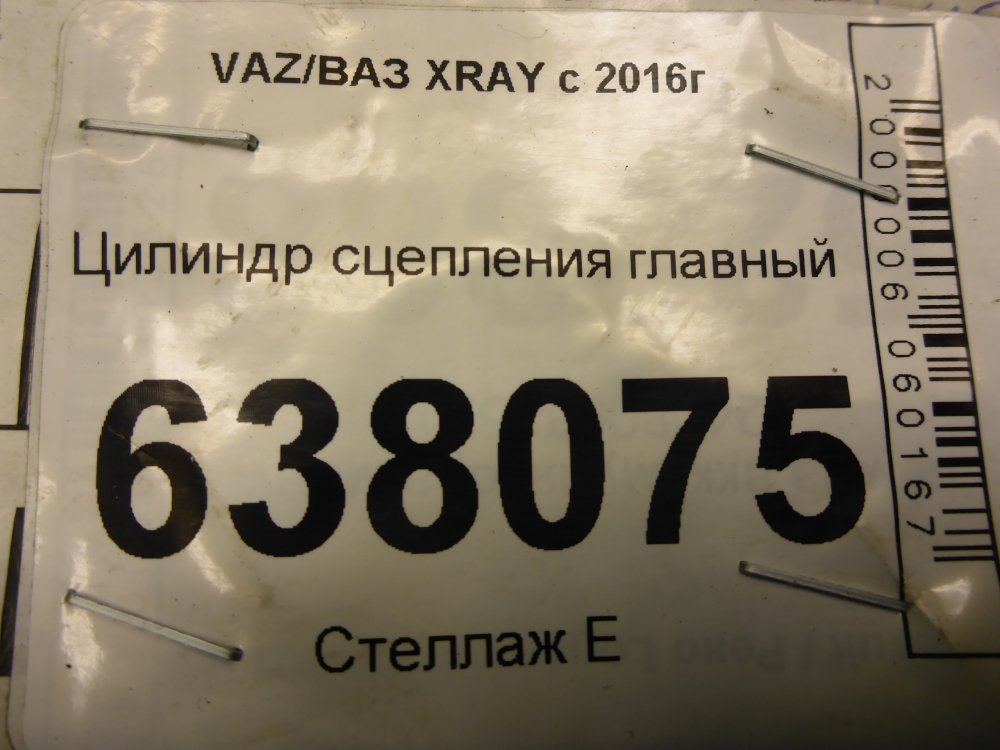 VAZ/ВАЗ XRAY с 2016г
Цилиндр сцепления главный
638075
Стеллаж Е
2000006060167